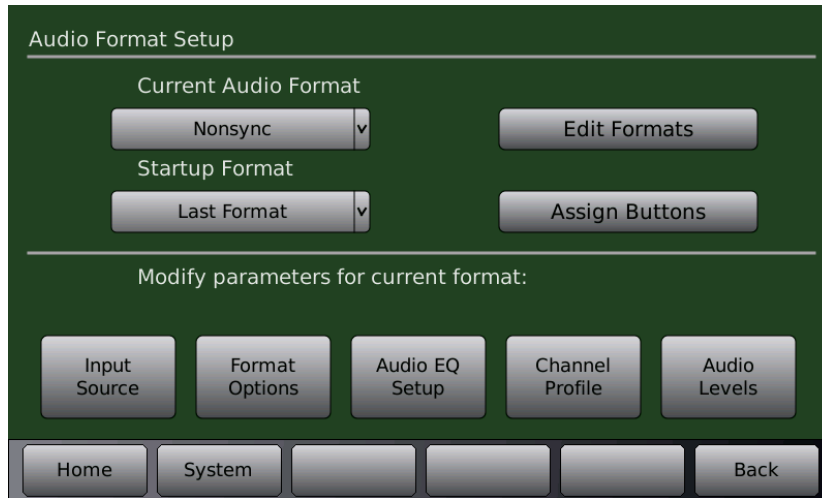 Audio Format Setup
Current Audio Format
Nonsync
Edit Formats
Startup Format
Last Format
Assign Buttons
Modify parameters for current format:
Input
Source
Format
Options
Audio EQ
Setup
Channel
Profile
Audio
Levels
Home
System
Back